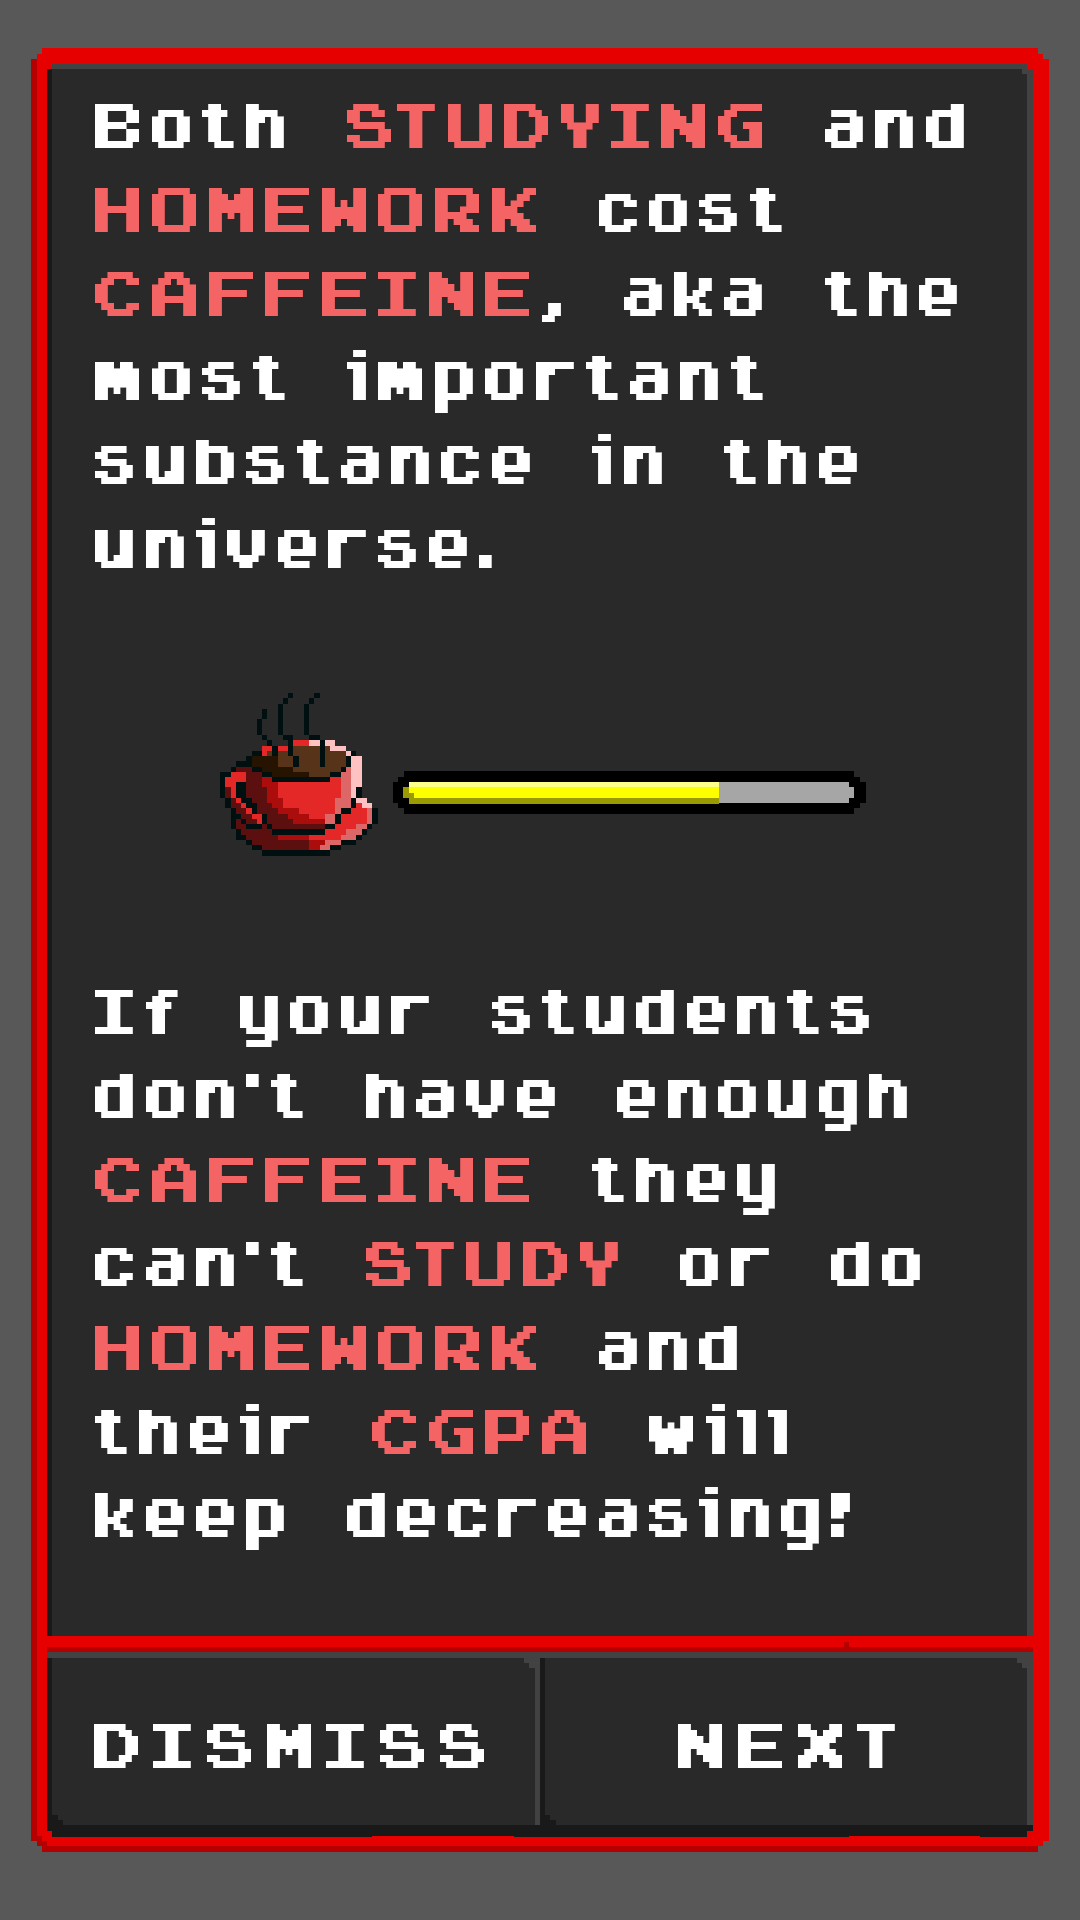 Both STUDYING and
HOMEWORK cost
CAFFEINE, aka the
most important
substance in the
universe.
If your students
don't have enough
CAFFEINE they
can't STUDY or do
HOMEWORK and
their CGPA will
keep decreasing!
DISMISS NEXT